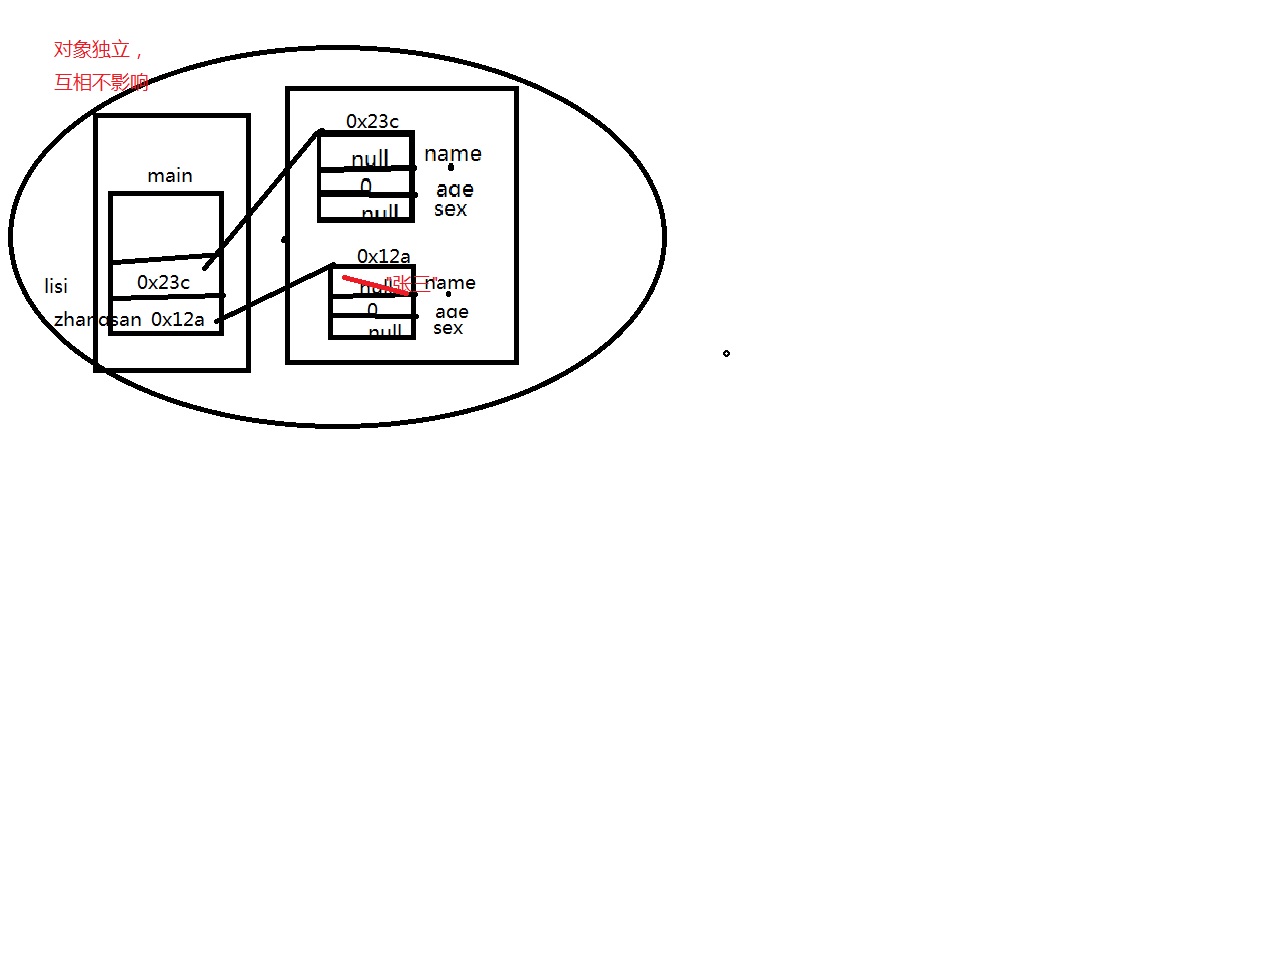 对象独立，
互相不影响
main
lisi
0x23c
zhangsan 0x12a
0x23c
null name
0 age
null sex
0x12a
null "张三" name
0 age
null sex